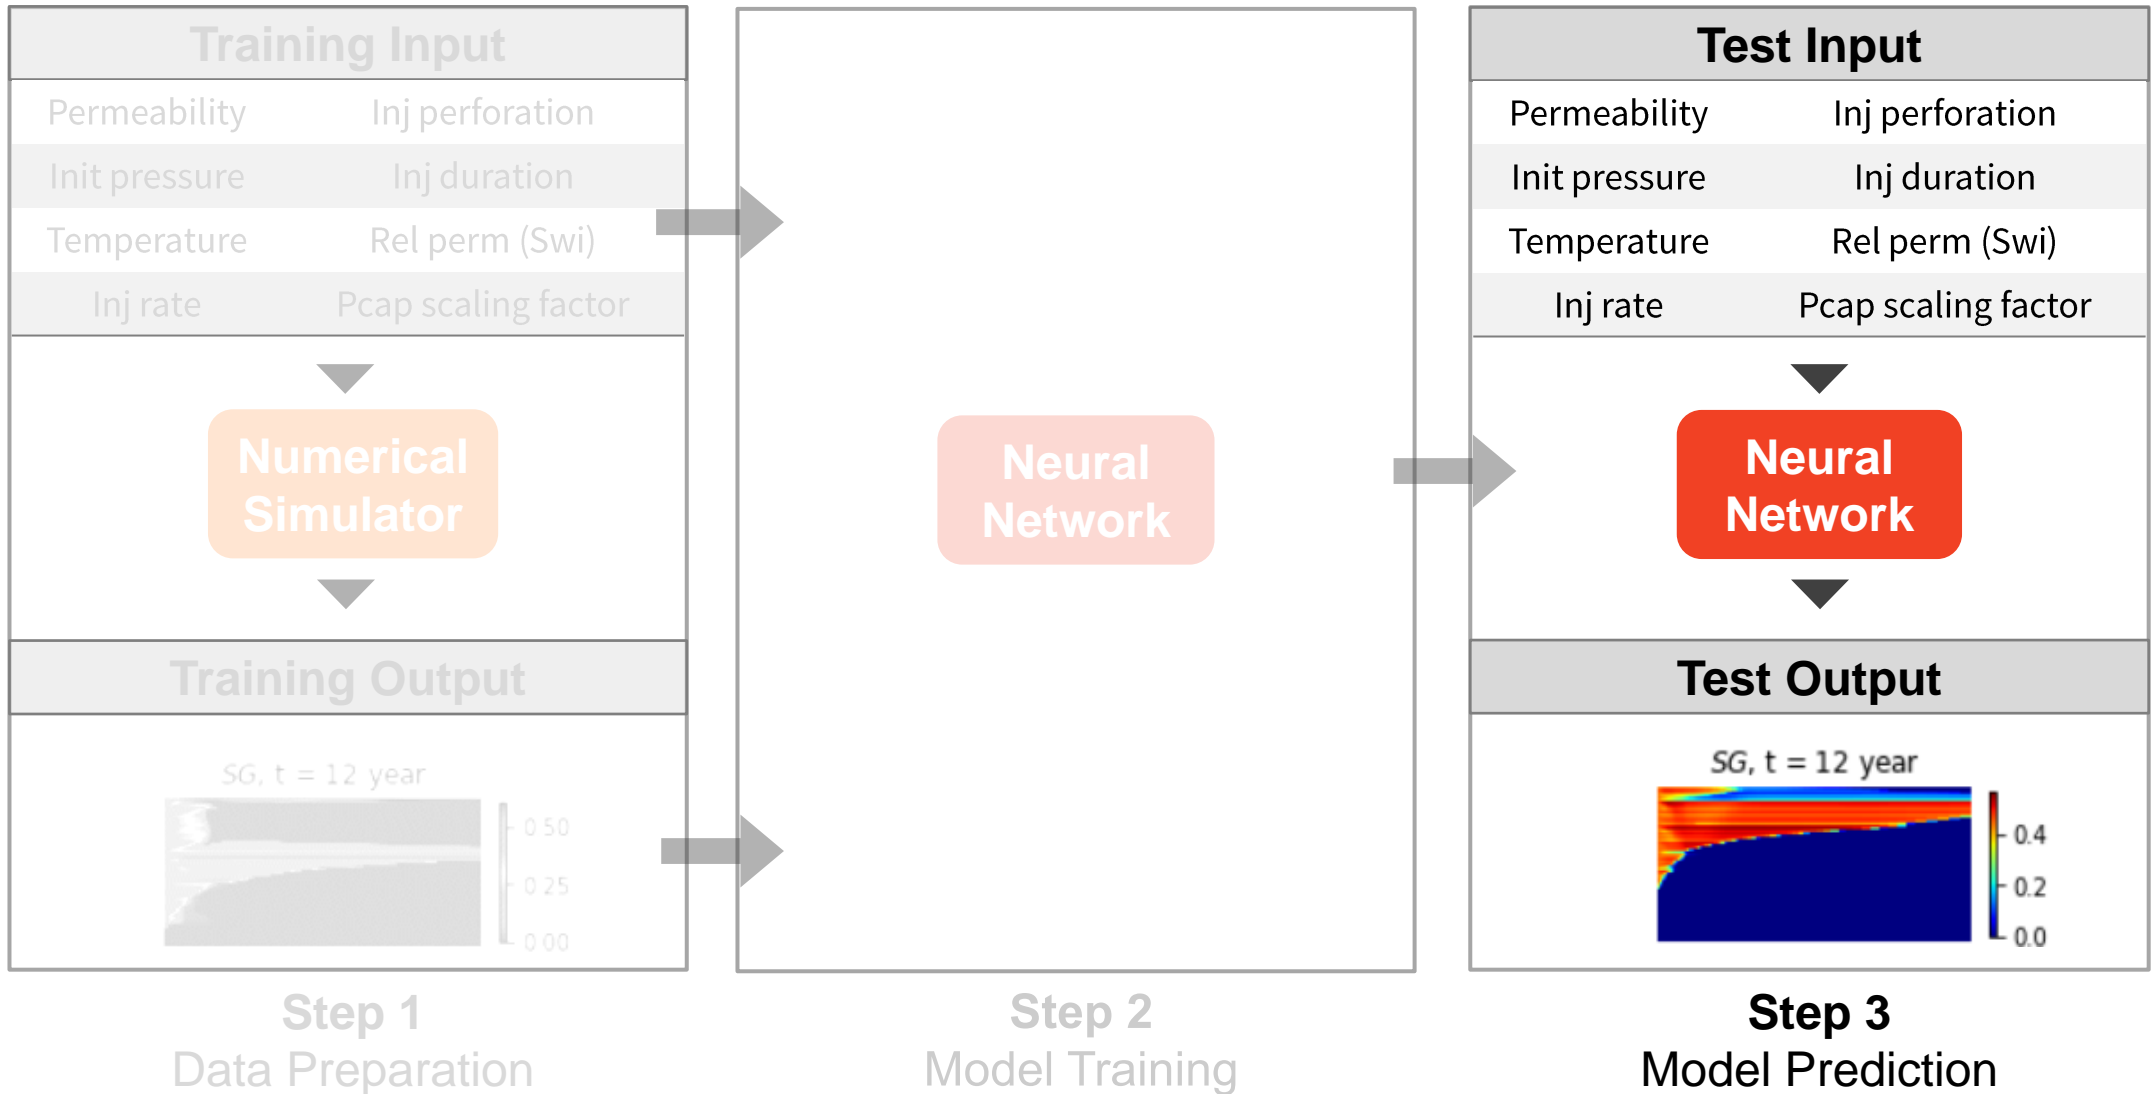 Training Input
Permeability Inj perforation
Init pressure Inj duration
Temperature Rel perm (Swi)
Inj rate Pcap scaling factor
Numerical
Simulator
Training Output
SG, t = 12 year
0.50
0.25
0.00
Step 1
Data Preparation
Neural
Network
Step 2
Model Training
Test Input
Permeability Inj perforation
Init pressure Inj duration
Temperature Rel perm (Swi)
Inj rate Pcap scaling factor
Neural
Network
Test Output
SG, t = 12 year
0.4
0.2
0.0
Step 3
Model Prediction